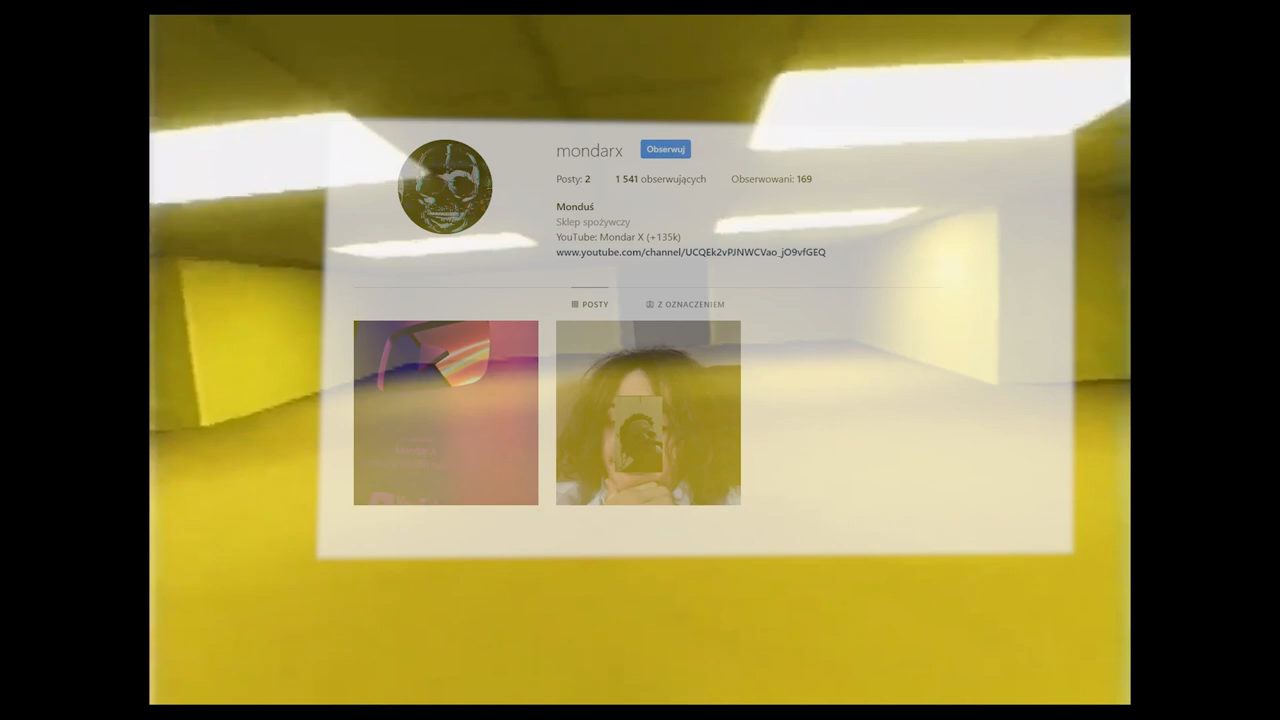 mondarx Obserwuj
Posty: 2 1 541 obserwujących Obserwowani: 169
Monduś
Sklep spożywczy
YouTube: Mondar X (+135k)
www.youtube.com/channel/UCQEk2vPJNWCVao_jO9vfGEQ
POSTY Z OZNACZENIEM